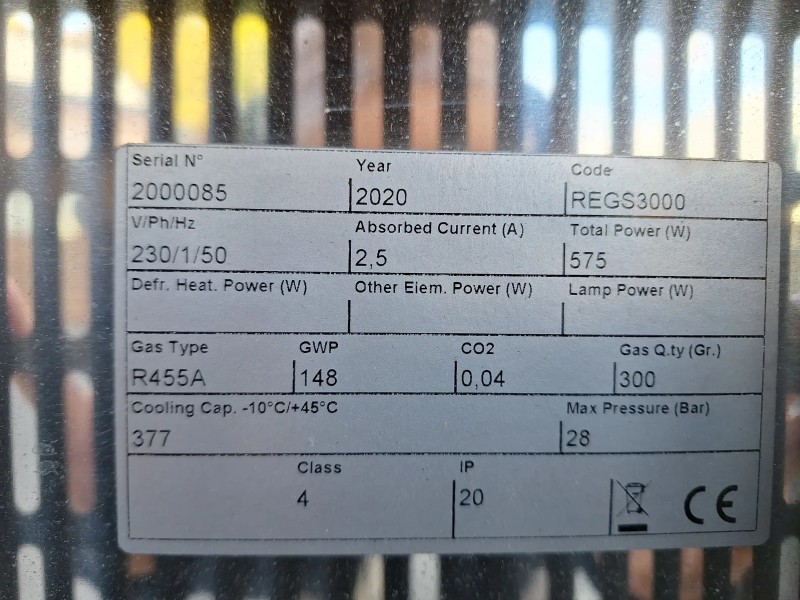 Serial N° Year Code
2000085 2020 REGS3000
V/Ph/Hz Absorbed Current (A) Total Power (W)
230/1/50 2,5 575
Defr. Heat. Power (W) Other Elem. Power (W) Lamp Power (W)
Gas Type GWP CO2 Gas Q.ty (Gr.)
R455A 148 0,04 300
Cooling Cap. -10°C/+45°C Max Pressure (Bar)
377 28
Class IP
4 20 CE